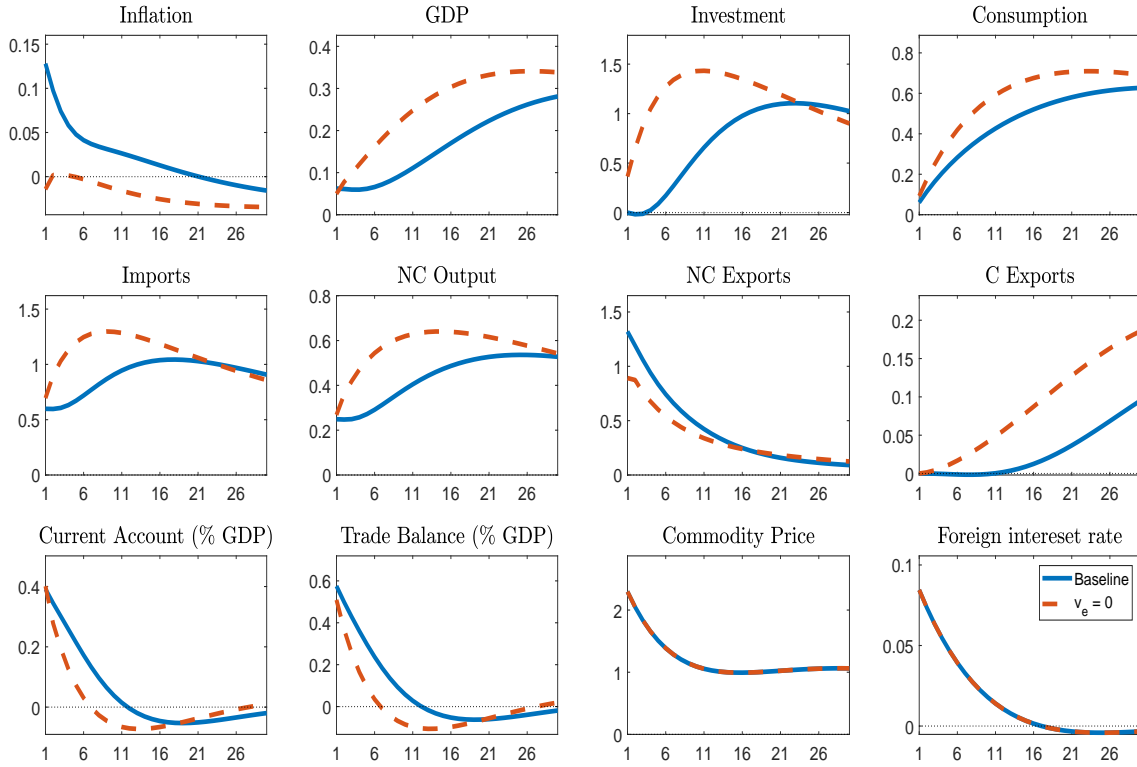 Inflation
GDP
Investment
Consumption
0.15
0.1
0.05
0
1 6 11 16 21 26
0.4
0.3
0.2
0.1
0
1 6 11 16 21 26
1.5
1
0.5
0
1 6 11 16 21 26
0.8
0.6
0.4
0.2
0
1 6 11 16 21 26
Imports
NC Output
NC Exports
C Exports
1.5
1
0.5
0
1 6 11 16 21 26
0.8
0.6
0.4
0.2
0
1 6 11 16 21 26
1.5
1
0.5
0
1 6 11 16 21 26
0.2
0.15
0.1
0.05
0
1 6 11 16 21 26
Current Account (% GDP)
Trade Balance (% GDP)
Commodity Price
Foreign intereset rate
0.4
0.2
0
1 6 11 16 21 26
0.6
0.4
0.2
0
1 6 11 16 21 26
2
1
0
1 6 11 16 21 26
0.1
0.05
0
1 6 11 16 21 26
Baseline
v_e = 0